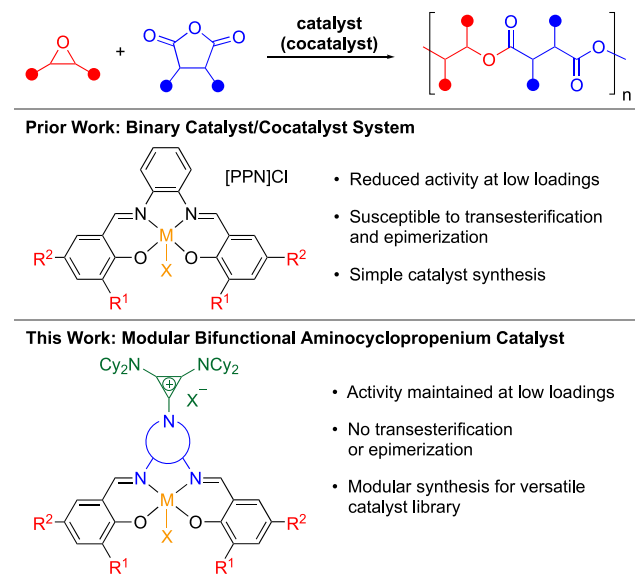 O
+
O
O
O
catalyst
(cocatalyst)
O
O
O
O
n
Prior Work: Binary Catalyst/Cocatalyst System
[PPN]Cl
N
N
M
O
O
X
R2
R2
R1
R1
• Reduced activity at low loadings
• Susceptible to transesterification
and epimerization
• Simple catalyst synthesis
This Work: Modular Bifunctional Aminocyclopropenium Catalyst
Cy2N
NCy2
+
X−
N
N
N
M
O
O
X
R2
R2
R1
R1
• Activity maintained at low loadings
• No transesterification
or epimerization
• Modular synthesis for versatile
catalyst library